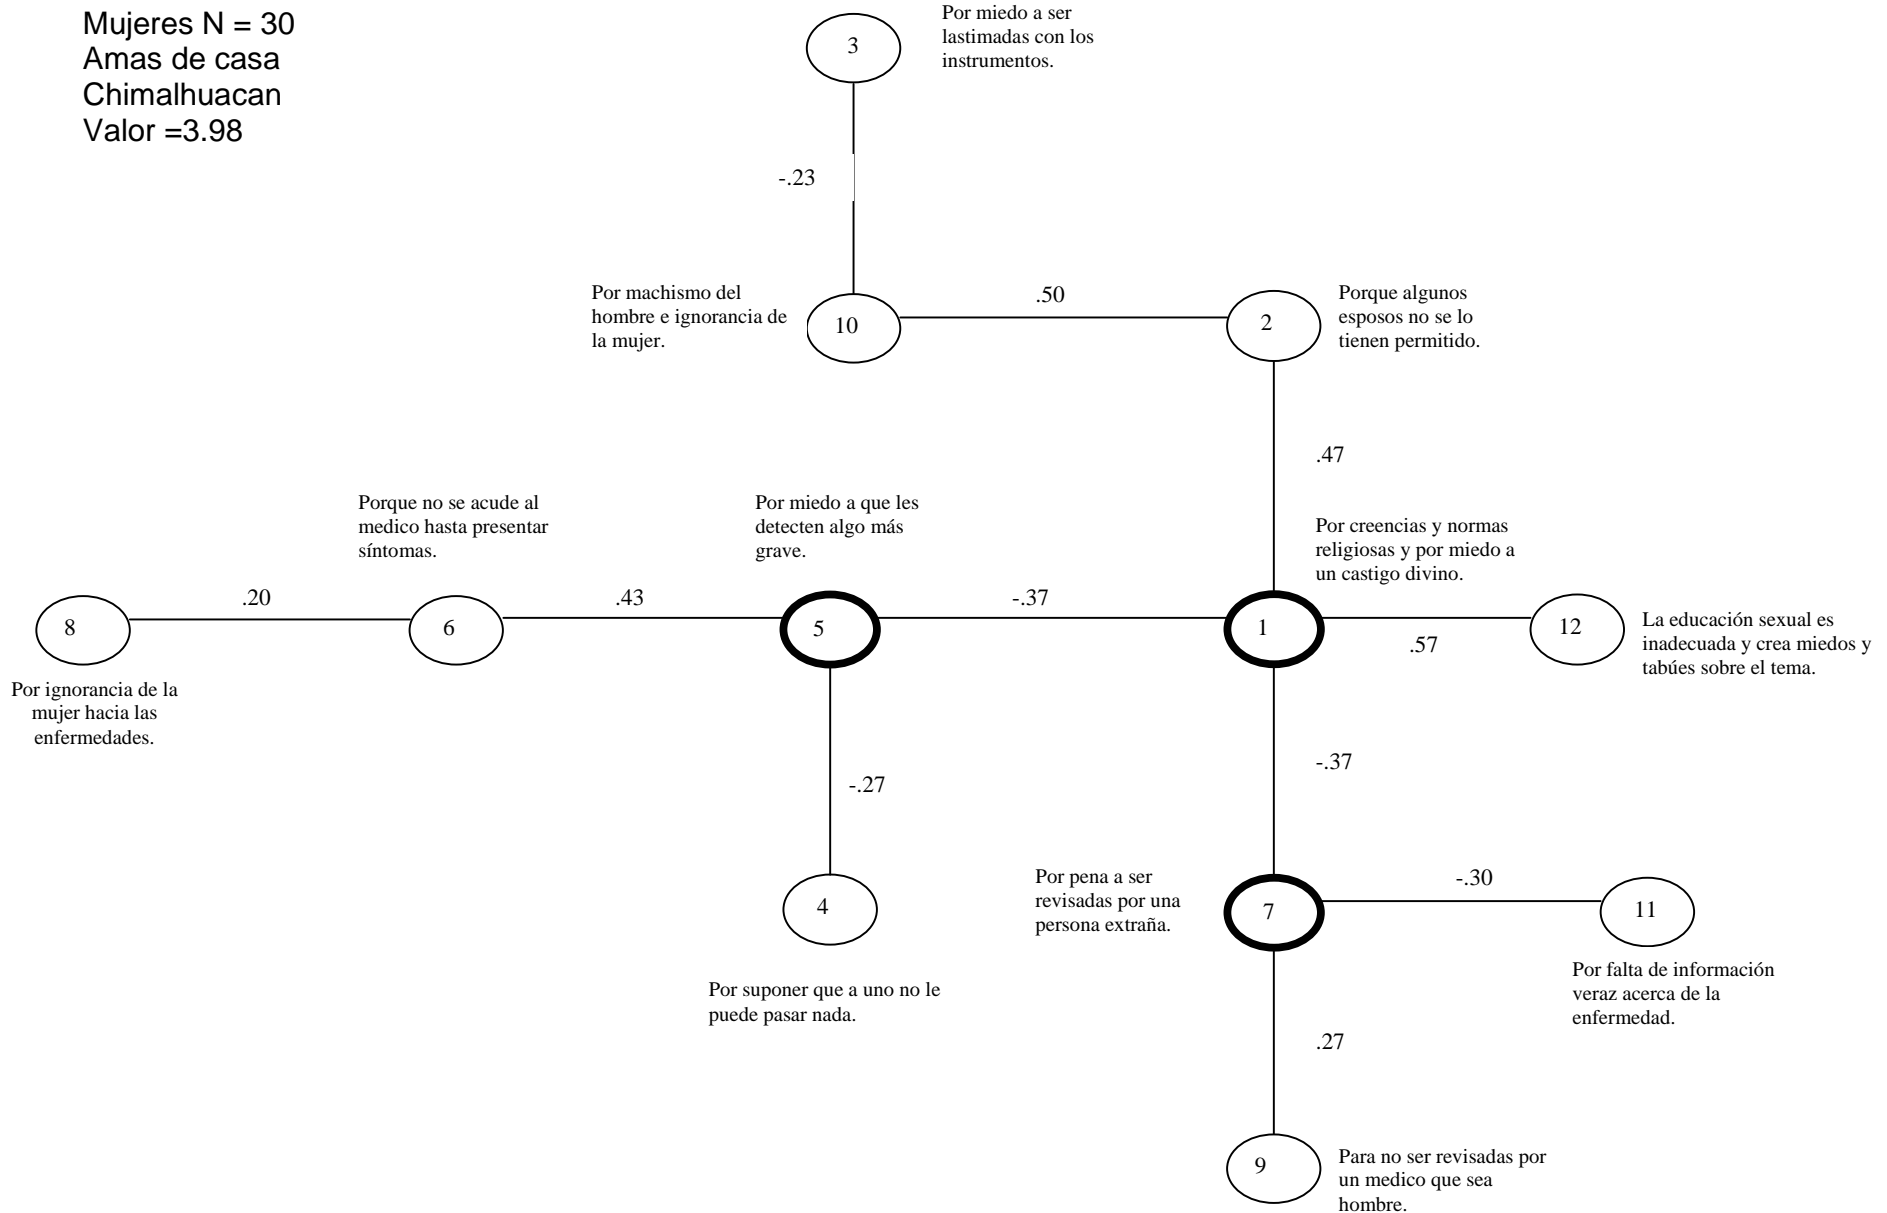 Mujeres N = 30
Amas de casa
Chimalhuacan
Valor =3.98
3
Por miedo a ser
lastimadas con los
instrumentos.
-.23
Por machismo del
hombre e ignorancia de
la mujer.
10
.50
2
Porque algunos
esposos no se lo
tienen permitido.
.47
Porque no se acude al
medico hasta presentar
síntomas.
Por miedo a que les
detecten algo más
grave.
Por creencias y normas
religiosas y por miedo a
un castigo divino.
8
.20
6
.43
5
-.37
1
.57
12
La educación sexual es
inadecuada y crea miedos y
tabúes sobre el tema.
Por ignorancia de la
mujer hacia las
enfermedades.
-.27
-.37
4
Por suponer que a uno no le
puede pasar nada.
Por pena a ser
revisadas por una
persona extraña.
7
-.30
11
Por falta de información
veraz acerca de la
enfermedad.
.27
9
Para no ser revisadas por
un medico que sea
hombre.